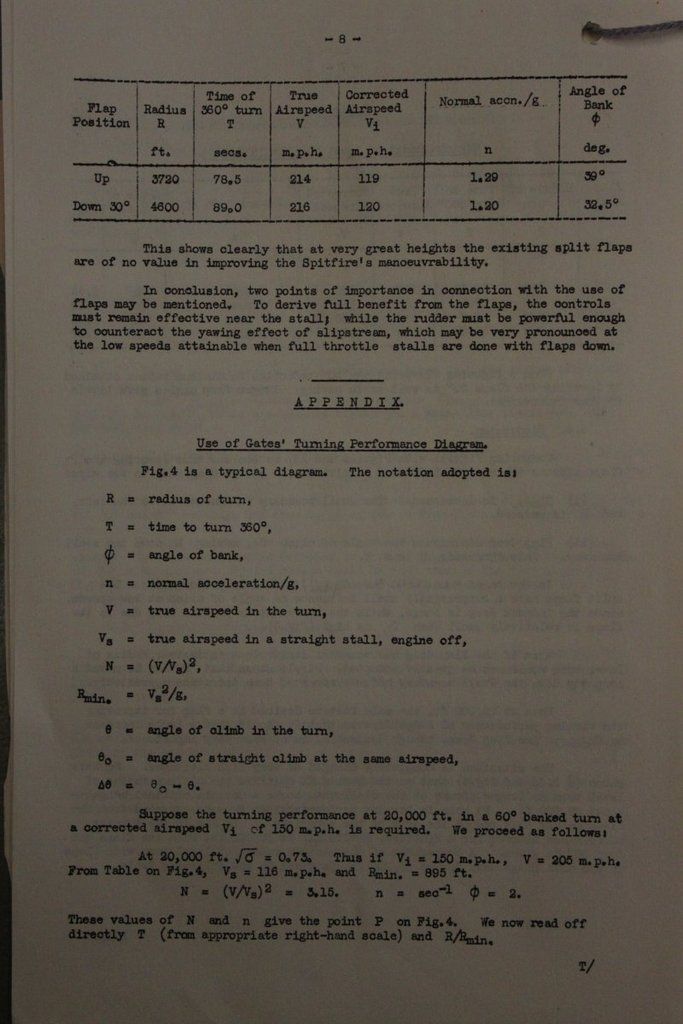 - 8 -
Flap Position | Radius R ft. | Time of 360° turn T secs. | True Airspeed V m.p.h. | Corrected Airspeed Vi m.p.h. | Normal accn./g n | Angle of Bank ϕ deg.
Up | 3720 | 78.5 | 214 | 119 | 1.29 | 39°
Down 30° | 4600 | 89.0 | 216 | 120 | 1.20 | 32.5°
This shows clearly that at very great heights the existing split flaps
are of no value in improving the Spitfire's manoeuvrability.
In conclusion, two points of importance in connection with the use of
flaps may be mentioned. To derive full benefit from the flaps, the controls
must remain effective near the stall; while the rudder must be powerful enough
to counteract the yawing effect of slipstream, which may be very pronounced at
the low speeds attainable when full throttle stalls are done with flaps down.
APPENDIX.
Use of Gates' Turning Performance Diagram.
Fig.4 is a typical diagram. The notation adopted is:
R = radius of turn,
T = time to turn 360°,
ϕ = angle of bank,
n = normal acceleration/g,
V = true airspeed in the turn,
Vs = true airspeed in a straight stall, engine off,
N = (V/Vs)²,
Rmin. = Vs²/g,
θ = angle of climb in the turn,
θo = angle of straight climb at the same airspeed,
Δθ = θo - θ.
Suppose the turning performance at 20,000 ft. in a 60° banked turn at
a corrected airspeed Vi of 150 m.p.h. is required. We proceed as follows:
At 20,000 ft. √σ = 0.73. Thus if Vi = 150 m.p.h., V = 205 m.p.h.
From Table on Fig.4, Vs = 116 m.p.h. and Rmin. = 895 ft.
N = (V/Vs)² = 3.15. n = sec⁻¹ ϕ = 2.
These values of N and n give the point P on Fig.4. We now read off
directly T (from appropriate right-hand scale) and R/Rmin.
T/